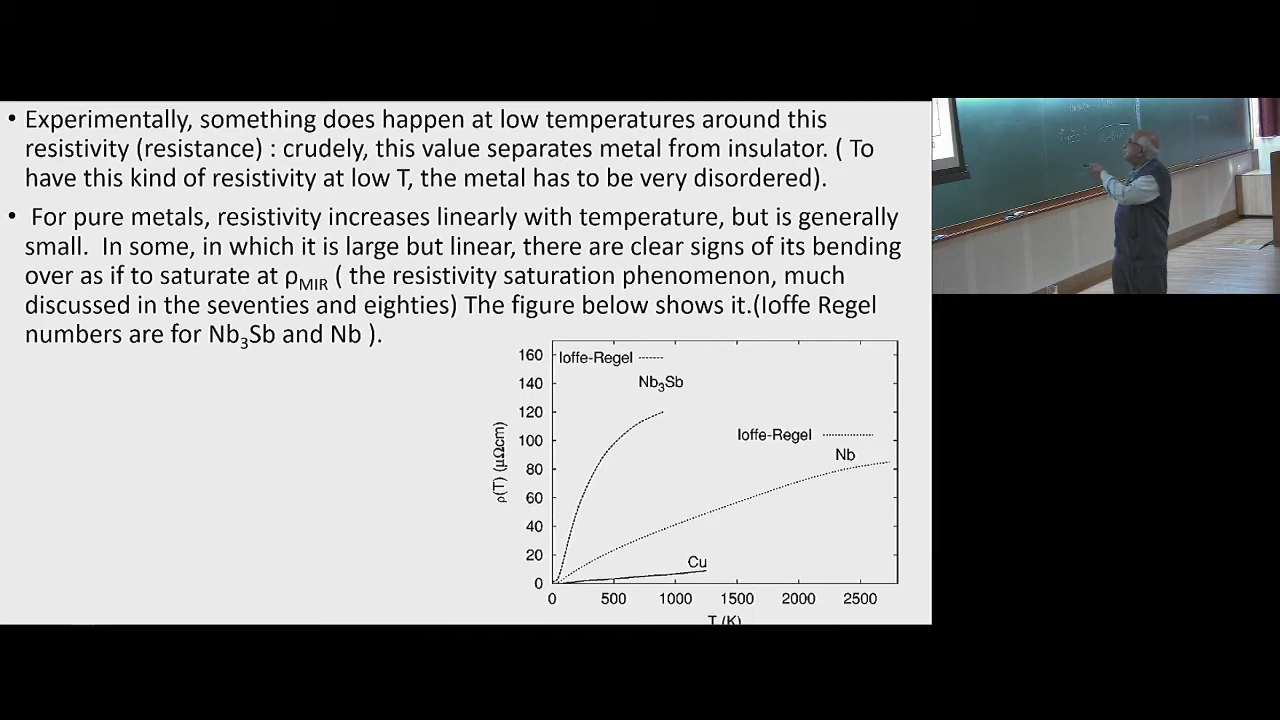 • Experimentally, something does happen at low temperatures around this
resistivity (resistance) : crudely, this value separates metal from insulator. ( To
have this kind of resistivity at low T, the metal has to be very disordered).
• For pure metals, resistivity increases linearly with temperature, but is generally
small. In some, in which it is large but linear, there are clear signs of its bending
over as if to saturate at ρMIR ( the resistivity saturation phenomenon, much
discussed in the seventies and eighties) The figure below shows it.(Ioffe Regel
numbers are for Nb3Sb and Nb ).
160
Ioffe-Regel
140
Nb3Sb
120
100
Ioffe-Regel
80
Nb
60
40
20
Cu
0
ρ(T) (μΩcm)
0 500 1000 1500 2000 2500
T (K)